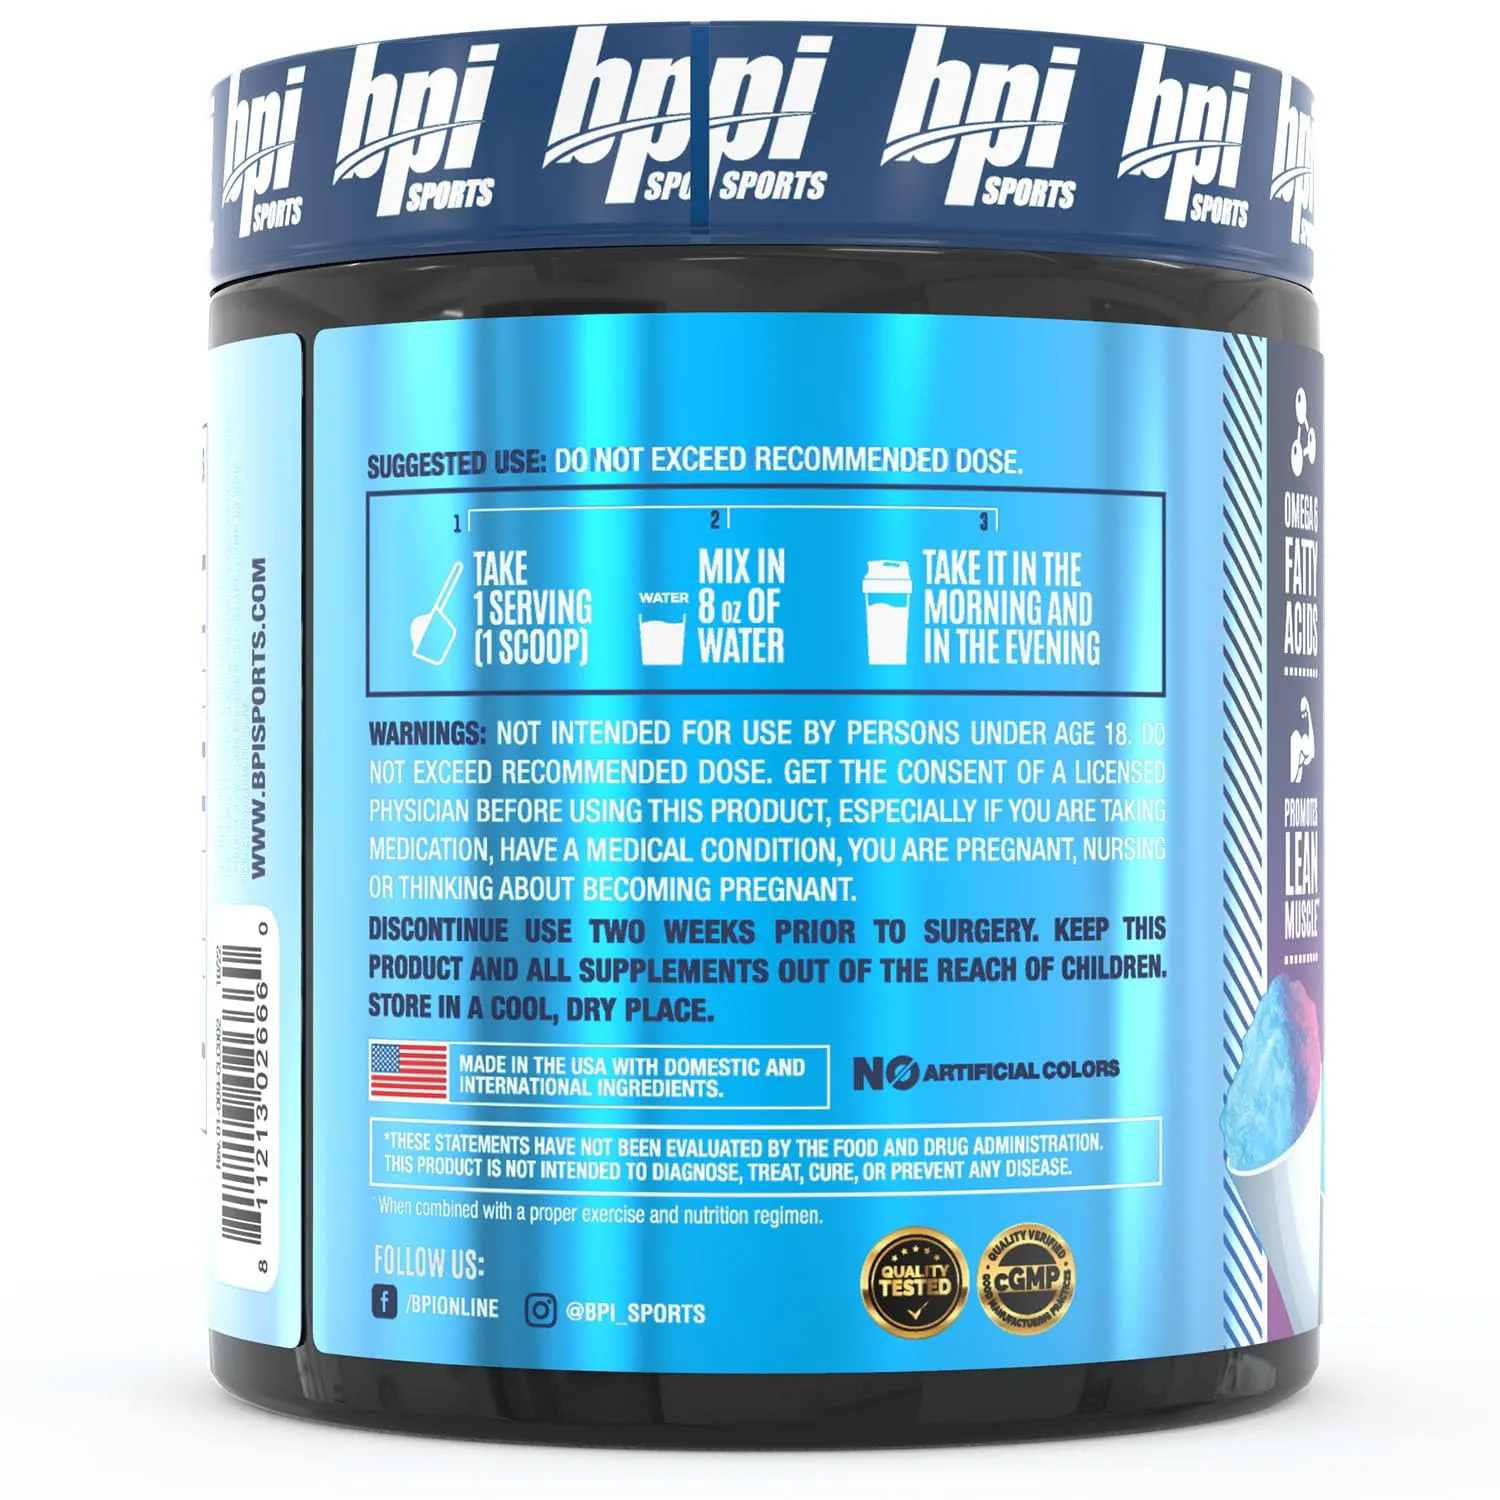 bpi SPORTS
bpi SPORTS
bpi SPORTS
bpi SPORTS
bpi SPORTS
SUGGESTED USE: DO NOT EXCEED RECOMMENDED DOSE.
1
TAKE
1 SERVING
(1 SCOOP)
2
WATER
MIX IN
8 oz OF
WATER
3
TAKE IT IN THE
MORNING AND
IN THE EVENING
WARNINGS: NOT INTENDED FOR USE BY PERSONS UNDER AGE 18. DO
NOT EXCEED RECOMMENDED DOSE. GET THE CONSENT OF A LICENSED
PHYSICIAN BEFORE USING THIS PRODUCT, ESPECIALLY IF YOU ARE TAKING
MEDICATION, HAVE A MEDICAL CONDITION, YOU ARE PREGNANT, NURSING
OR THINKING ABOUT BECOMING PREGNANT.
DISCONTINUE USE TWO WEEKS PRIOR TO SURGERY. KEEP THIS
PRODUCT AND ALL SUPPLEMENTS OUT OF THE REACH OF CHILDREN.
STORE IN A COOL, DRY PLACE.
MADE IN THE USA WITH DOMESTIC AND
INTERNATIONAL INGREDIENTS.
NO ARTIFICIAL COLORS
*THESE STATEMENTS HAVE NOT BEEN EVALUATED BY THE FOOD AND DRUG ADMINISTRATION.
THIS PRODUCT IS NOT INTENDED TO DIAGNOSE, TREAT, CURE, OR PREVENT ANY DISEASE.
When combined with a proper exercise and nutrition regimen.
FOLLOW US:
/BPIONLINE @BPI_SPORTS
QUALITY
TESTED
QUALITY VERIFIED
cGMP
GOOD MANUFACTURING PRACTICES
WWW.BPISPORTS.COM
8 11213 02666 0
10/22
OMEGA 6
FATTY
ACIDS
PROMOTES
LEAN
MUSCLE